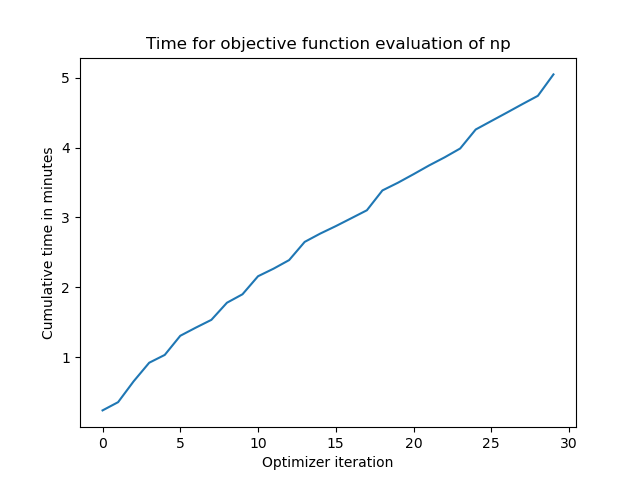 Time for objective function evaluation of np
Cumulative time in minutes
5
4
3
2
1
0 5 10 15 20 25 30
Optimizer iteration